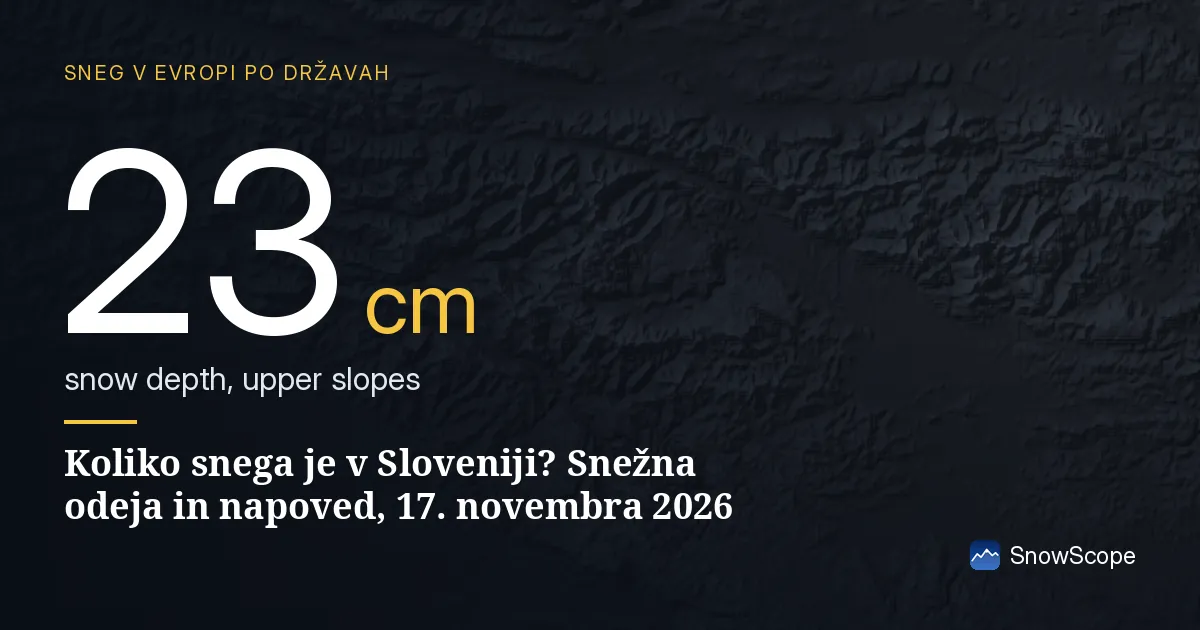 SNEG V EVROPI PO DRŽAVAH
23 cm
snow depth, upper slopes
Koliko snega je v Sloveniji? Snežna
odeja in napoved, 17. novembra 2026
SnowScope